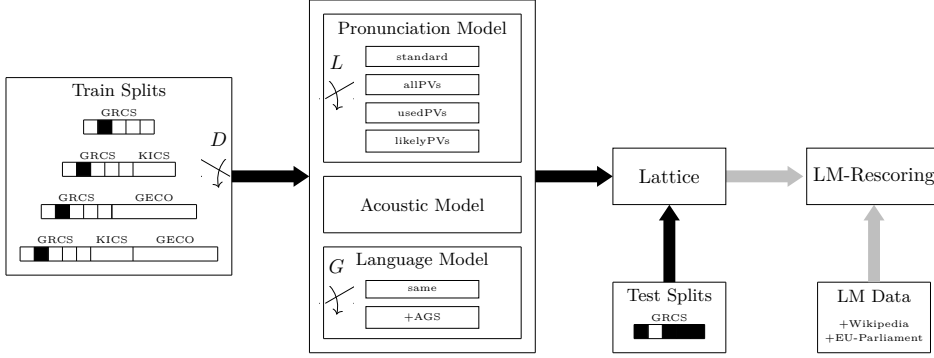 Train Splits
GRCS
GRCS KICS
GRCS GECO
GRCS KICS GECO
D
Pronunciation Model
L
standard
allPVs
usedPVs
likelyPVs
Acoustic Model
Language Model
G
same
+AGS
Lattice
Test Splits
GRCS
LM-Rescoring
LM Data
+Wikipedia
+EU-Parliament